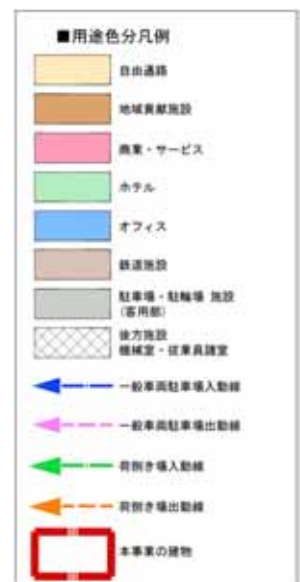 ■用途色分凡例
自由通路
地域貢献施設
商業・サービス
ホテル
オフィス
鉄道施設
駐車場・駐輪場 施設
(客用部)
後方施設
機械室・従業員諸室
一般車両駐車場入動線
一般車両駐車場出動線
荷捌き場入動線
荷捌き場出動線
本事業の建物